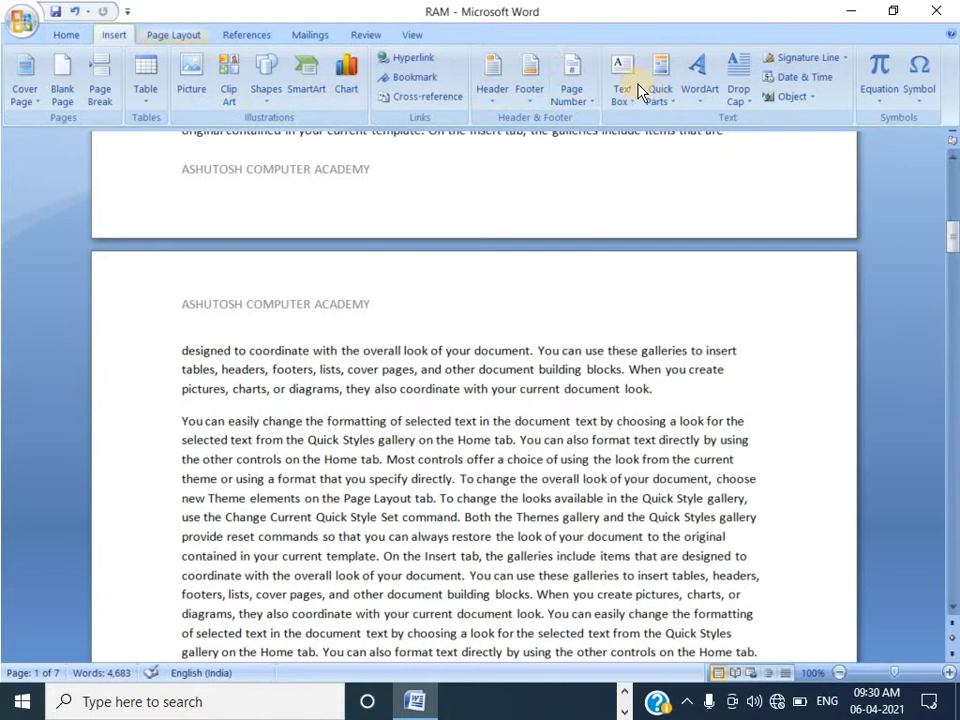 RAM - Microsoft Word
Home Insert Page Layout References Mailings Review View
Cover Page Blank Page Page Break Table Picture Clip Art Shapes SmartArt Chart Hyperlink Bookmark Cross-reference Header Footer Page Number Text Box Quick Parts WordArt Drop Cap Signature Line Date & Time Object Equation Symbol
Pages Tables Illustrations Links Header & Footer Text Symbols
original contained in your current template. On the Insert tab, the galleries include items that are
ASHUTOSH COMPUTER ACADEMY
ASHUTOSH COMPUTER ACADEMY
designed to coordinate with the overall look of your document. You can use these galleries to insert
tables, headers, footers, lists, cover pages, and other document building blocks. When you create
pictures, charts, or diagrams, they also coordinate with your current document look.
You can easily change the formatting of selected text in the document text by choosing a look for the
selected text from the Quick Styles gallery on the Home tab. You can also format text directly by using
the other controls on the Home tab. Most controls offer a choice of using the look from the current
theme or using a format that you specify directly. To change the overall look of your document, choose
new Theme elements on the Page Layout tab. To change the looks available in the Quick Style gallery,
use the Change Current Quick Style Set command. Both the Themes gallery and the Quick Styles gallery
provide reset commands so that you can always restore the look of your document to the original
contained in your current template. On the Insert tab, the galleries include items that are designed to
coordinate with the overall look of your document. You can use these galleries to insert tables, headers,
footers, lists, cover pages, and other document building blocks. When you create pictures, charts, or
diagrams, they also coordinate with your current document look. You can easily change the formatting
of selected text in the document text by choosing a look for the selected text from the Quick Styles
gallery on the Home tab. You can also format text directly by using the other controls on the Home tab.
Page: 1 of 7 Words: 4,683 English (India) 100%
Type here to search ENG 09:30 AM
06-04-2021